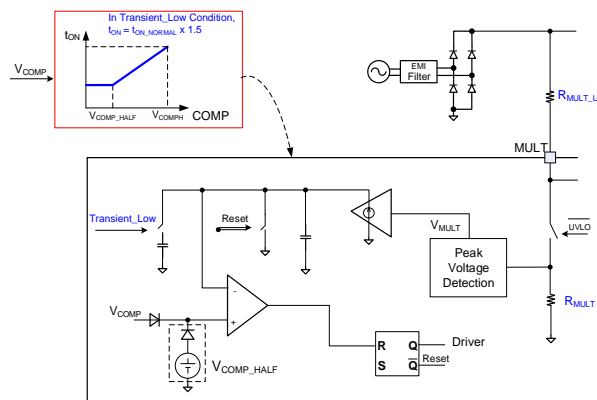 In Transient_Low Condition,
tON = tON_NORMAL x 1.5
tON
VCOMP
VCOMP_HALF
VCOMPH
COMP
EMI
Filter
RMULT_U
MULT
Transient_Low
Reset
VMULT
UVLO
Peak
Voltage
Detection
RMULT
-
+
VCOMP
VCOMP_HALF
R Q
S Q
Driver
Reset